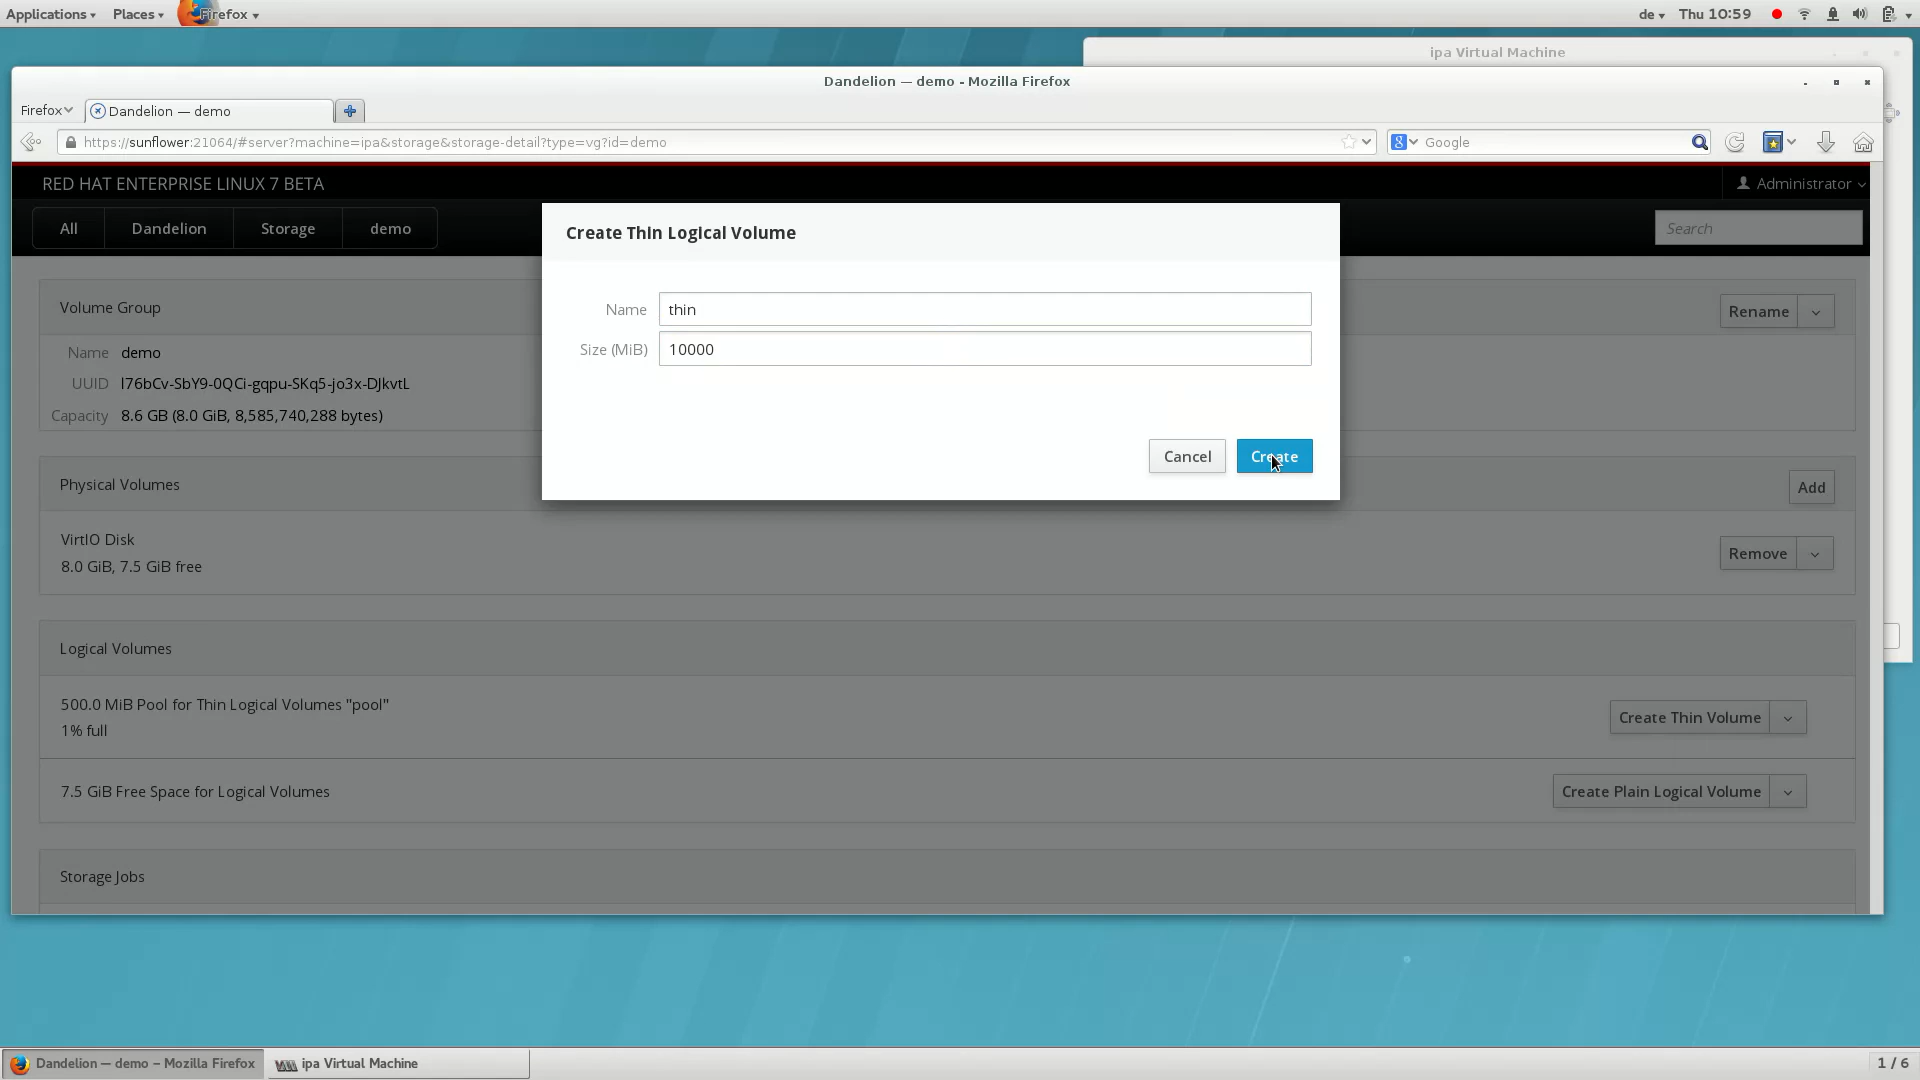 Applications Places Firefox de Thu 10:59
ipa Virtual Machine
Dandelion — demo - Mozilla Firefox
Firefox Dandelion — demo
https://sunflower:21064/#server?machine=ipa&storage&storage-detail?type=vg?id=demo Google
RED HAT ENTERPRISE LINUX 7 BETA Administrator
All Dandelion Storage demo Search
Create Thin Logical Volume
Name thin
Size (MiB) 10000
Cancel Create
Volume Group Rename
Name demo
UUID l76bCv-SbY9-0QCi-gqpu-SKq5-jo3x-DJkvtL
Capacity 8.6 GB (8.0 GiB, 8,585,740,288 bytes)
Physical Volumes Add
VirtIO Disk
8.0 GiB, 7.5 GiB free Remove
Logical Volumes
500.0 MiB Pool for Thin Logical Volumes "pool"
1% full Create Thin Volume
7.5 GiB Free Space for Logical Volumes Create Plain Logical Volume
Storage Jobs
Dandelion — demo – Mozilla Firefox ipa Virtual Machine 1 / 6